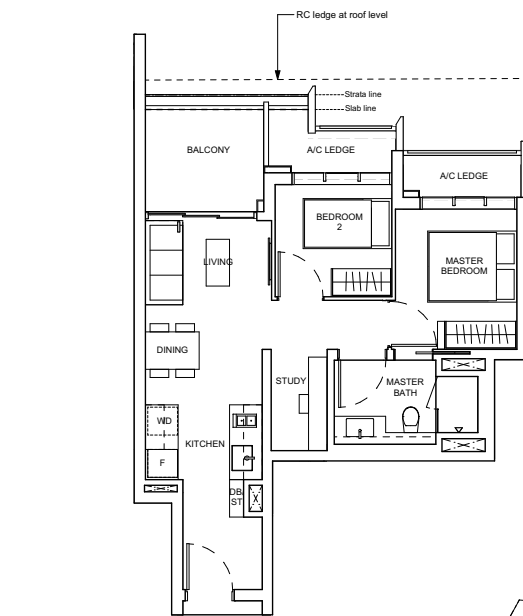 RC ledge at roof level
Strata line
Slab line
BALCONY
A/C LEDGE
A/C LEDGE
BEDROOM
2
LIVING
MASTER
BEDROOM
DINING
STUDY
MASTER
BATH
W/D
KITCHEN
F
DB
ST